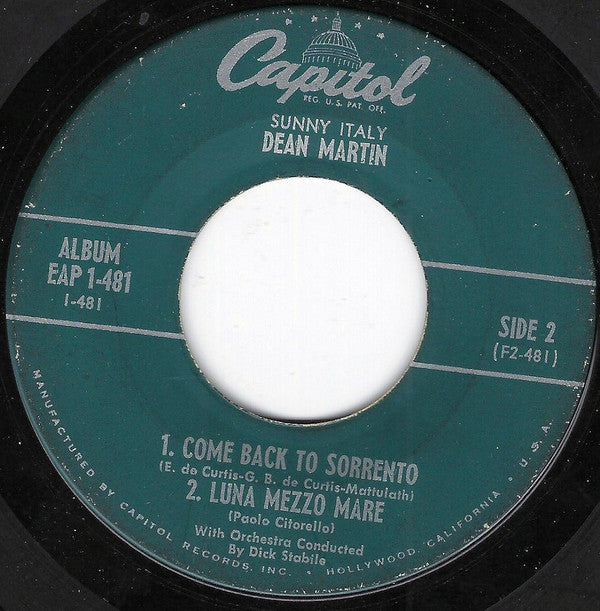 Capitol
REG. U.S. PAT. OFF.
SUNNY ITALY
DEAN MARTIN
ALBUM
EAP 1-481
1-481
SIDE 2
(F2-481)
1. COME BACK TO SORRENTO
(E. de Curtis-G. B. de Curtis-Mattulath)
2. LUNA MEZZO MARE
(Paolo Citorello)
With Orchestra Conducted
By Dick Stabile
MANUFACTURED BY CAPITOL RECORDS, INC. • HOLLYWOOD, CALIFORNIA • U.S.A.